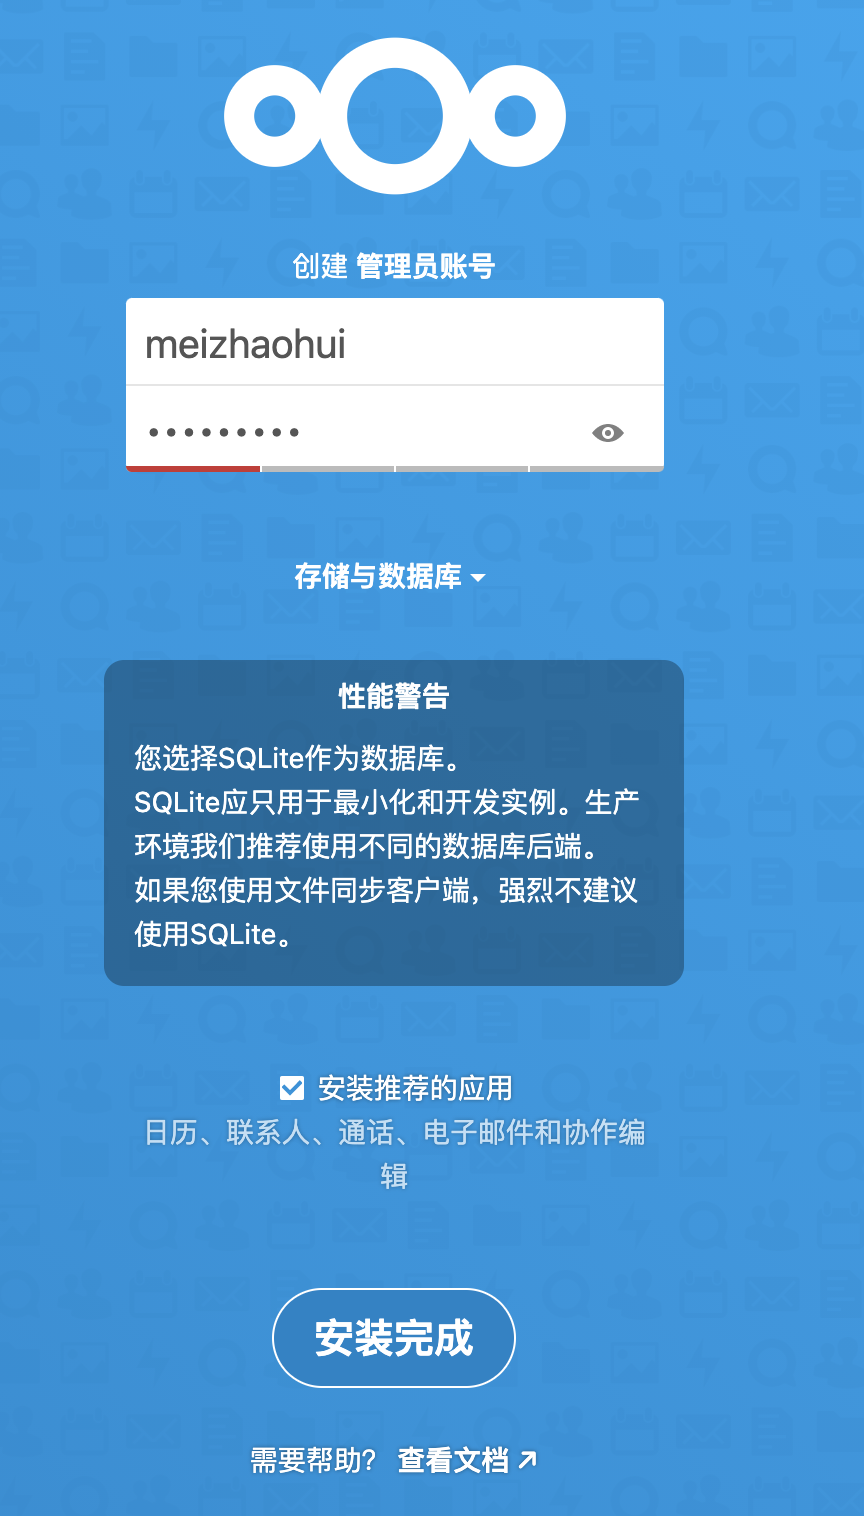 创建 管理员账号
meizhaohui
•••••••••
存储与数据库
性能警告
您选择SQLite作为数据库。
SQLite应只用于最小化和开发实例。生产
环境我们推荐使用不同的数据库后端。
如果您使用文件同步客户端，强烈不建议
使用SQLite。
安装推荐的应用
日历、联系人、通话、电子邮件和协作编
辑
安装完成
需要帮助? 查看文档 ↗